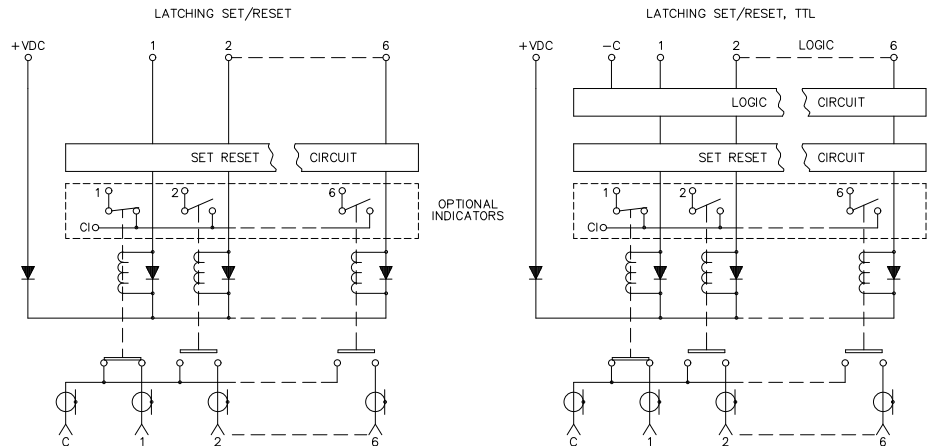 LATCHING SET/RESET
+VDC 1 2 6
SET RESET CIRCUIT
1 2 6
CI
OPTIONAL
INDICATORS
C 1 2 6
LATCHING SET/RESET, TTL
+VDC -C 1 2 LOGIC 6
LOGIC CIRCUIT
SET RESET CIRCUIT
1 2 6
CI
C 1 2 6